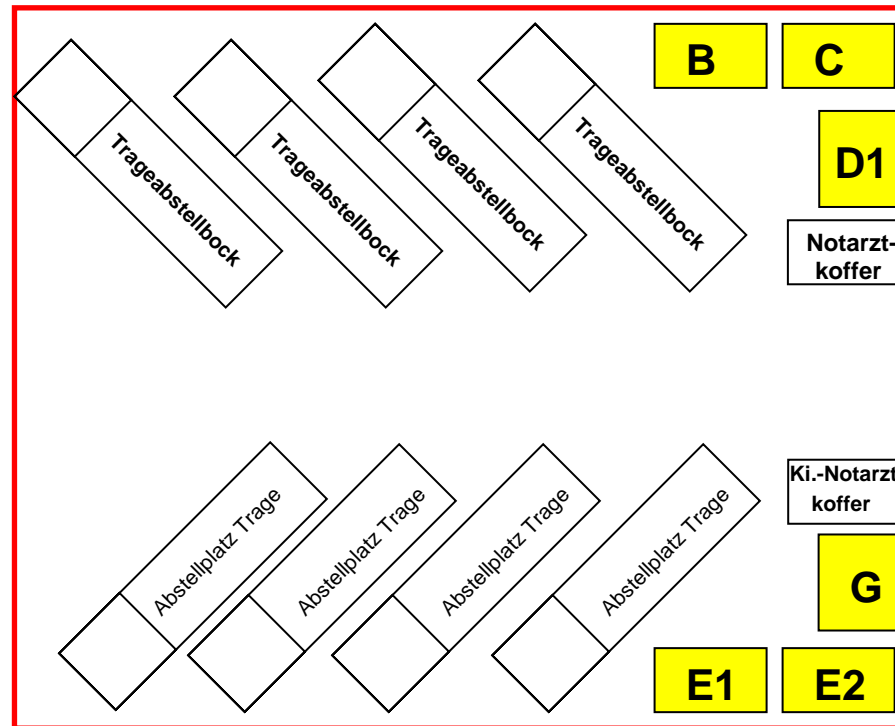 B
C
D1
Trageabstellbock
Trageabstellbock
Trageabstellbock
Trageabstellbock
Notarzt-
koffer
Ki.-Notarzt
koffer
Abstellplatz Trage
Abstellplatz Trage
Abstellplatz Trage
Abstellplatz Trage
G
E1
E2